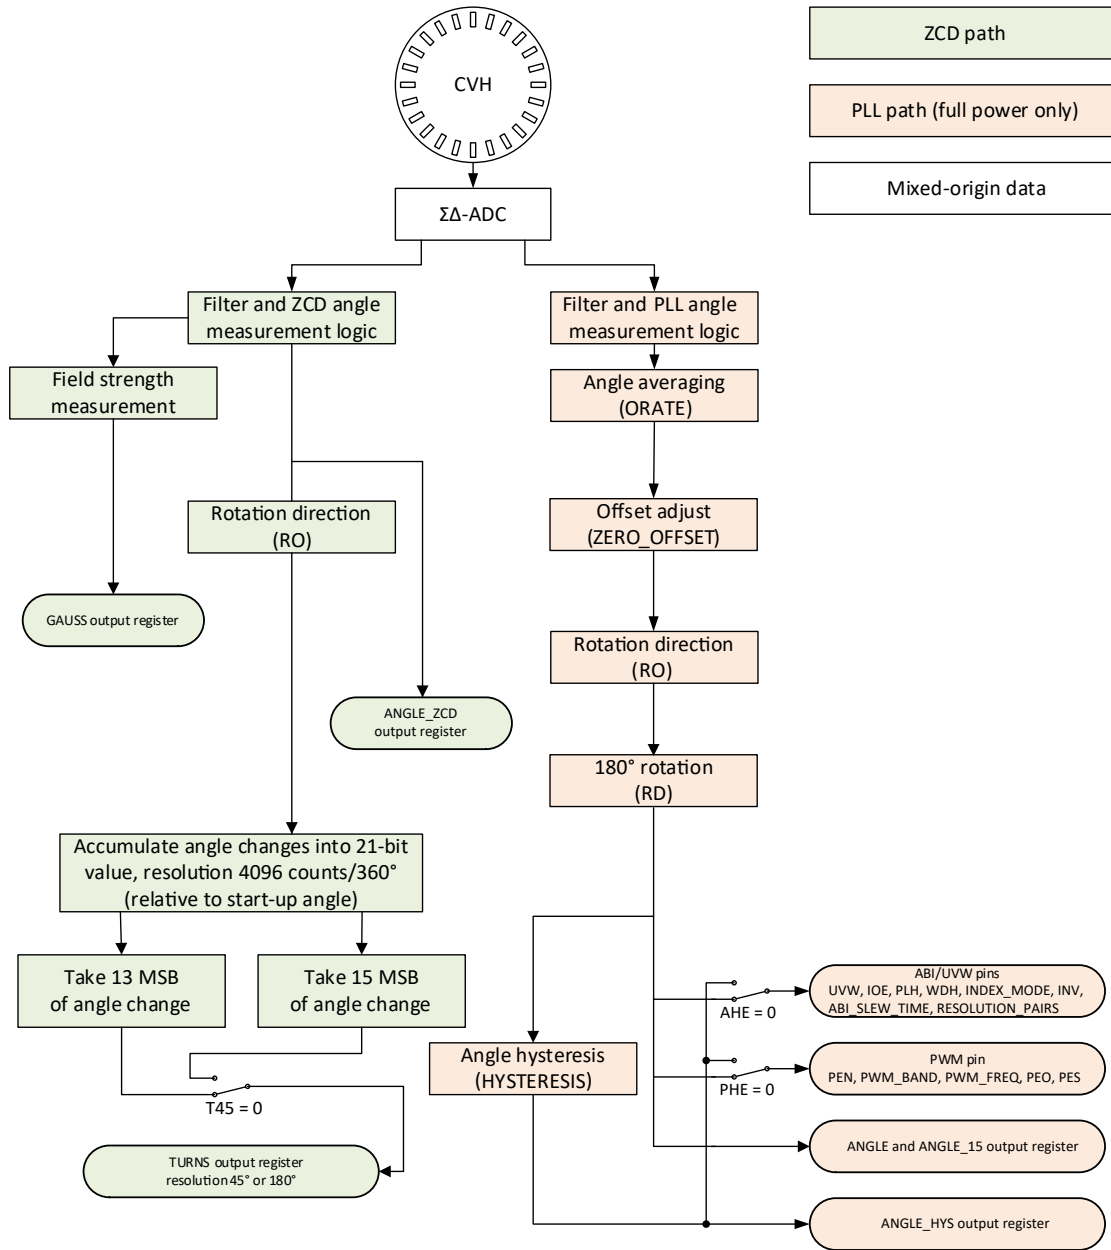 CVH
ZCD path
PLL path (full power only)
Mixed-origin data
ΣΔ-ADC
Filter and ZCD angle
measurement logic
Filter and PLL angle
measurement logic
Field strength
measurement
Angle averaging
(ORATE)
Rotation direction
(RO)
Offset adjust
(ZERO_OFFSET)
GAUSS output register
Rotation direction
(RO)
ANGLE_ZCD
output register
180° rotation
(RD)
Accumulate angle changes into 21-bit
value, resolution 4096 counts/360°
(relative to start-up angle)
Take 13 MSB
of angle change
Take 15 MSB
of angle change
T45 = 0
TURNS output register
resolution 45° or 180°
Angle hysteresis
(HYSTERESIS)
AHE = 0
ABI/UVW pins
UVW, IOE, PLH, WDH, INDEX_MODE, INV,
ABI_SLEW_TIME, RESOLUTION_PAIRS
PHE = 0
PWM pin
PEN, PWM_BAND, PWM_FREQ, PEO, PES
ANGLE and ANGLE_15 output register
ANGLE_HYS output register